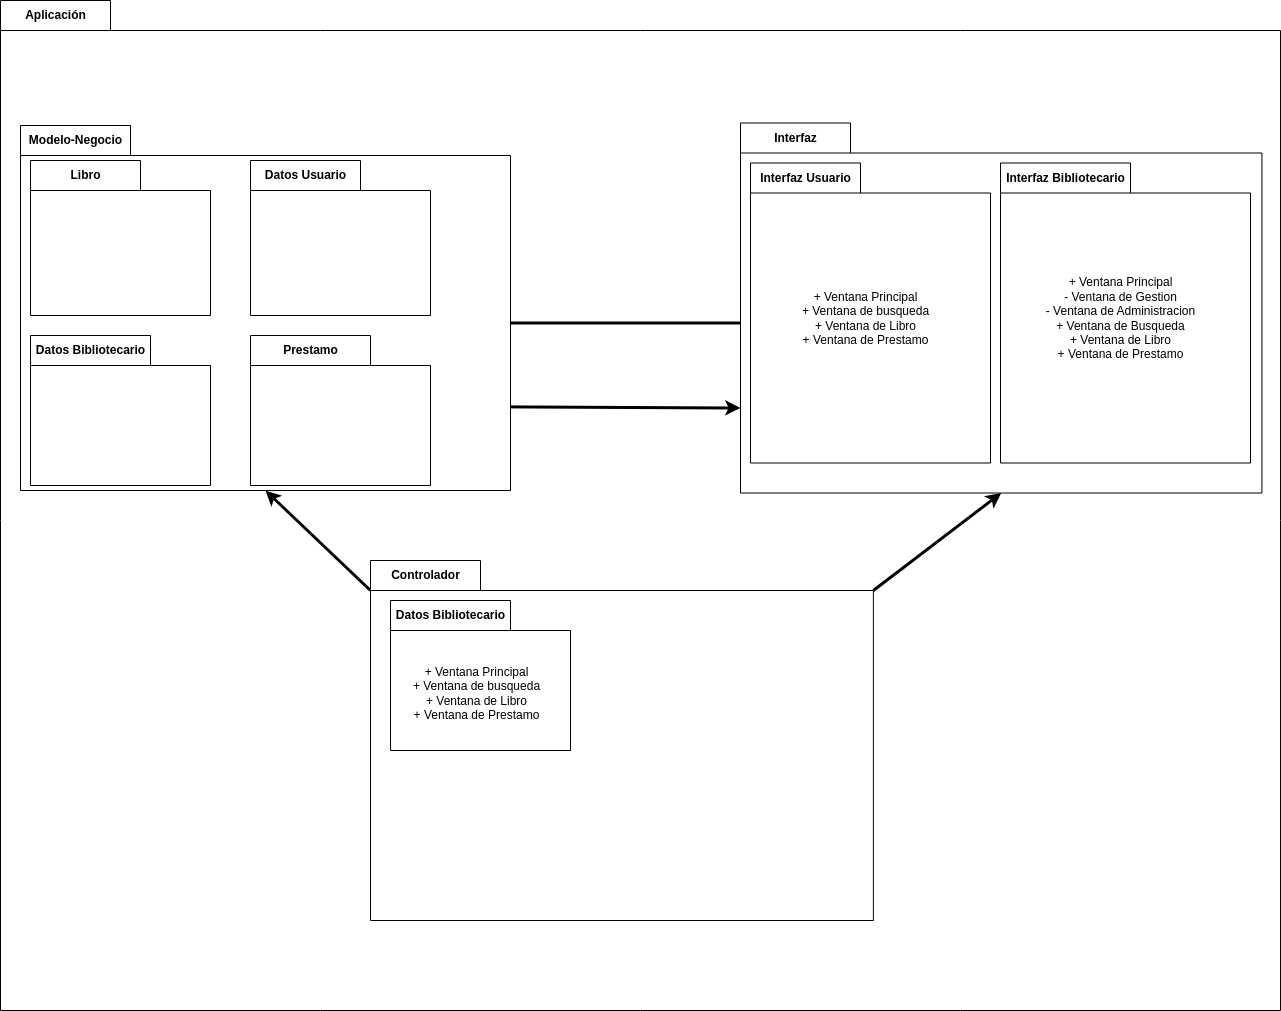 Aplicación
Modelo-Negocio
Libro
Datos Usuario
Datos Bibliotecario
Prestamo
Interfaz
Interfaz Usuario
+ Ventana Principal
+ Ventana de busqueda
+ Ventana de Libro
+ Ventana de Prestamo
Interfaz Bibliotecario
+ Ventana Principal
- Ventana de Gestion
- Ventana de Administracion
+ Ventana de Busqueda
+ Ventana de Libro
+ Ventana de Prestamo
Controlador
Datos Bibliotecario
+ Ventana Principal
+ Ventana de busqueda
+ Ventana de Libro
+ Ventana de Prestamo